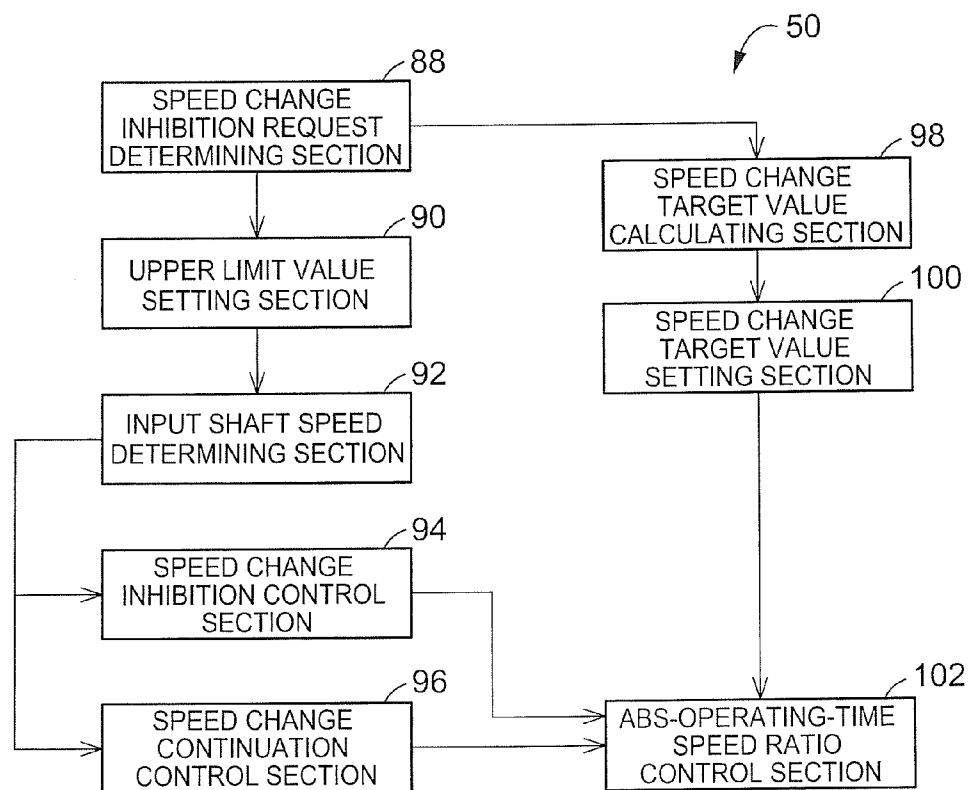 50
88
SPEED CHANGE
INHIBITION REQUEST
DETERMINING SECTION
98
SPEED CHANGE
TARGET VALUE
CALCULATING SECTION
90
UPPER LIMIT VALUE
SETTING SECTION
100
SPEED CHANGE
TARGET VALUE
SETTING SECTION
92
INPUT SHAFT SPEED
DETERMINING SECTION
94
SPEED CHANGE
INHIBITION CONTROL
SECTION
96
SPEED CHANGE
CONTINUATION
CONTROL SECTION
102
ABS-OPERATING-TIME
SPEED RATIO
CONTROL SECTION